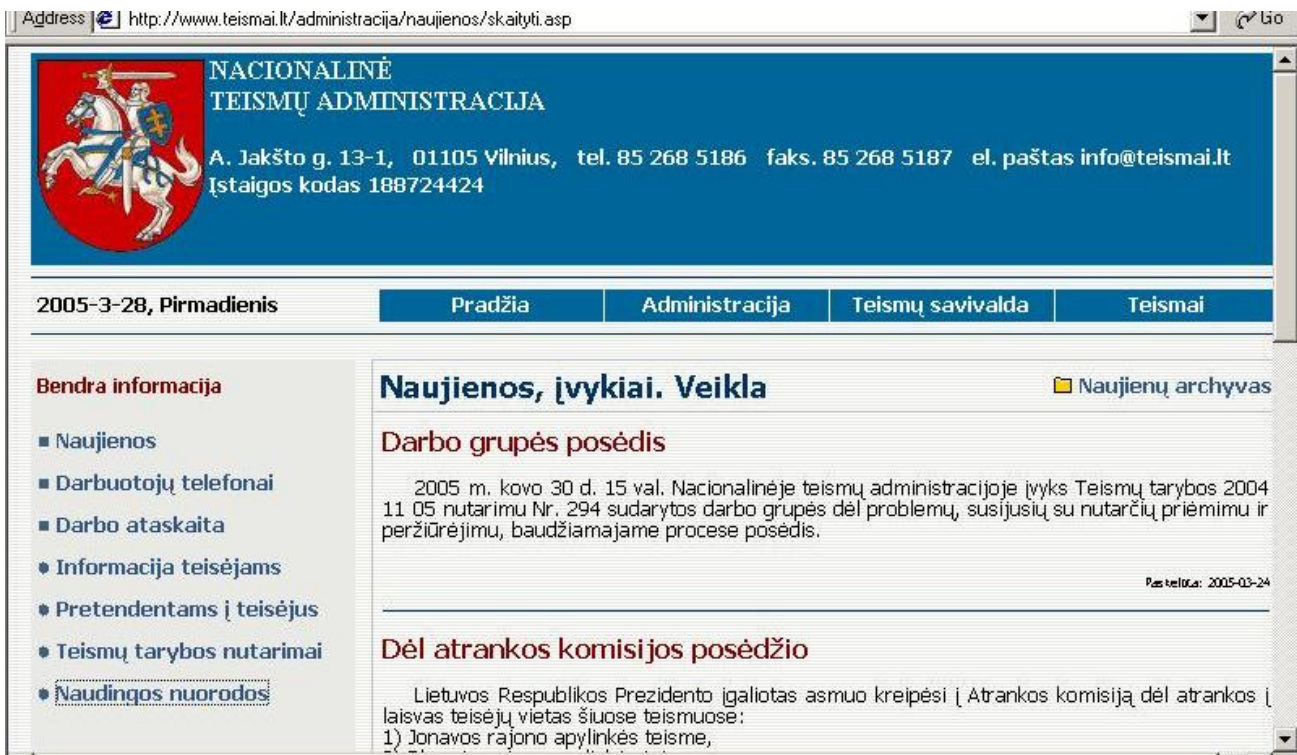 Address http://www.teismai.lt/administracija/naujienos/skaityti.asp Go
NACIONALINĖ
TEISMŲ ADMINISTRACIJA
A. Jakšto g. 13-1, 01105 Vilnius, tel. 85 268 5186 faks. 85 268 5187 el. paštas info@teismai.lt
Įstaigos kodas 188724424
2005-3-28, Pirmadienis Pradžia Administracija Teismų savivalda Teismai
Bendra informacija
Naujienos
Darbuotojų telefonai
Darbo ataskaita
Informacija teisėjams
Pretendentams į teisėjus
Teismų tarybos nutarimai
Naudingos nuorodos
Naujienos, įvykiai. Veikla Naujienų archyvas
Darbo grupės posėdis
2005 m. kovo 30 d. 15 val. Nacionalinėje teismų administracijoje įvyks Teismų tarybos 2004
11 05 nutarimu Nr. 294 sudarytos darbo grupės dėl problemų, susijusių su nutarčių priėmimu ir
peržiūrėjimu, baudžiamajame procese posėdis.
Paskelbta: 2005-03-24
Dėl atrankos komisijos posėdžio
Lietuvos Respublikos Prezidento įgaliotas asmuo kreipėsi į Atrankos komisiją dėl atrankos į
laisvas teisėjų vietas šiuose teismuose:
1) Jonavos rajono apylinkės teisme,